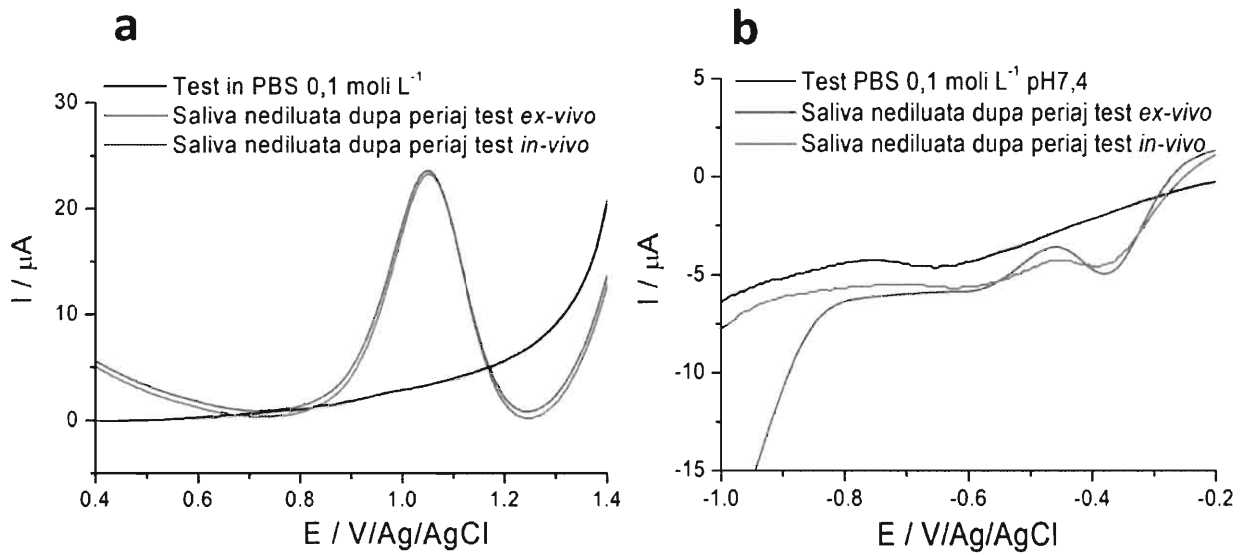 a
Test in PBS 0,1 moli L⁻¹
Saliva nediluata dupa periaj test ex-vivo
Saliva nediluata dupa periaj test in-vivo
30
20
10
0
I / µA
0.4 0.6 0.8 1.0 1.2 1.4
E / V/Ag/AgCl
b
Test PBS 0,1 moli L⁻¹ pH7,4
Saliva nediluata dupa periaj test ex-vivo
Saliva nediluata dupa periaj test in-vivo
5
0
-5
-10
-15
I / µA
-1.0 -0.8 -0.6 -0.4 -0.2
E / V/Ag/AgCl